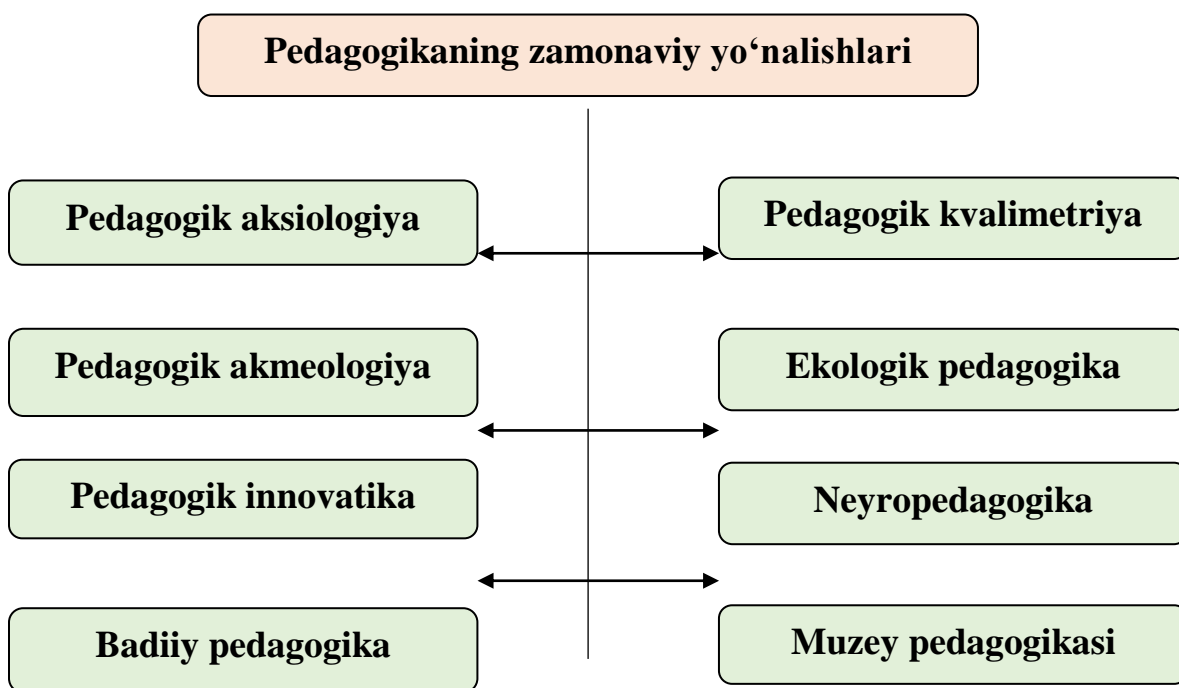 Pedagogikaning zamonaviy yo‘nalishlari
Pedagogik aksiologiya
Pedagogik kvalimetriya
Pedagogik akmeologiya
Ekologik pedagogika
Pedagogik innovatika
Neyropedagogika
Badiiy pedagogika
Muzey pedagogikasi